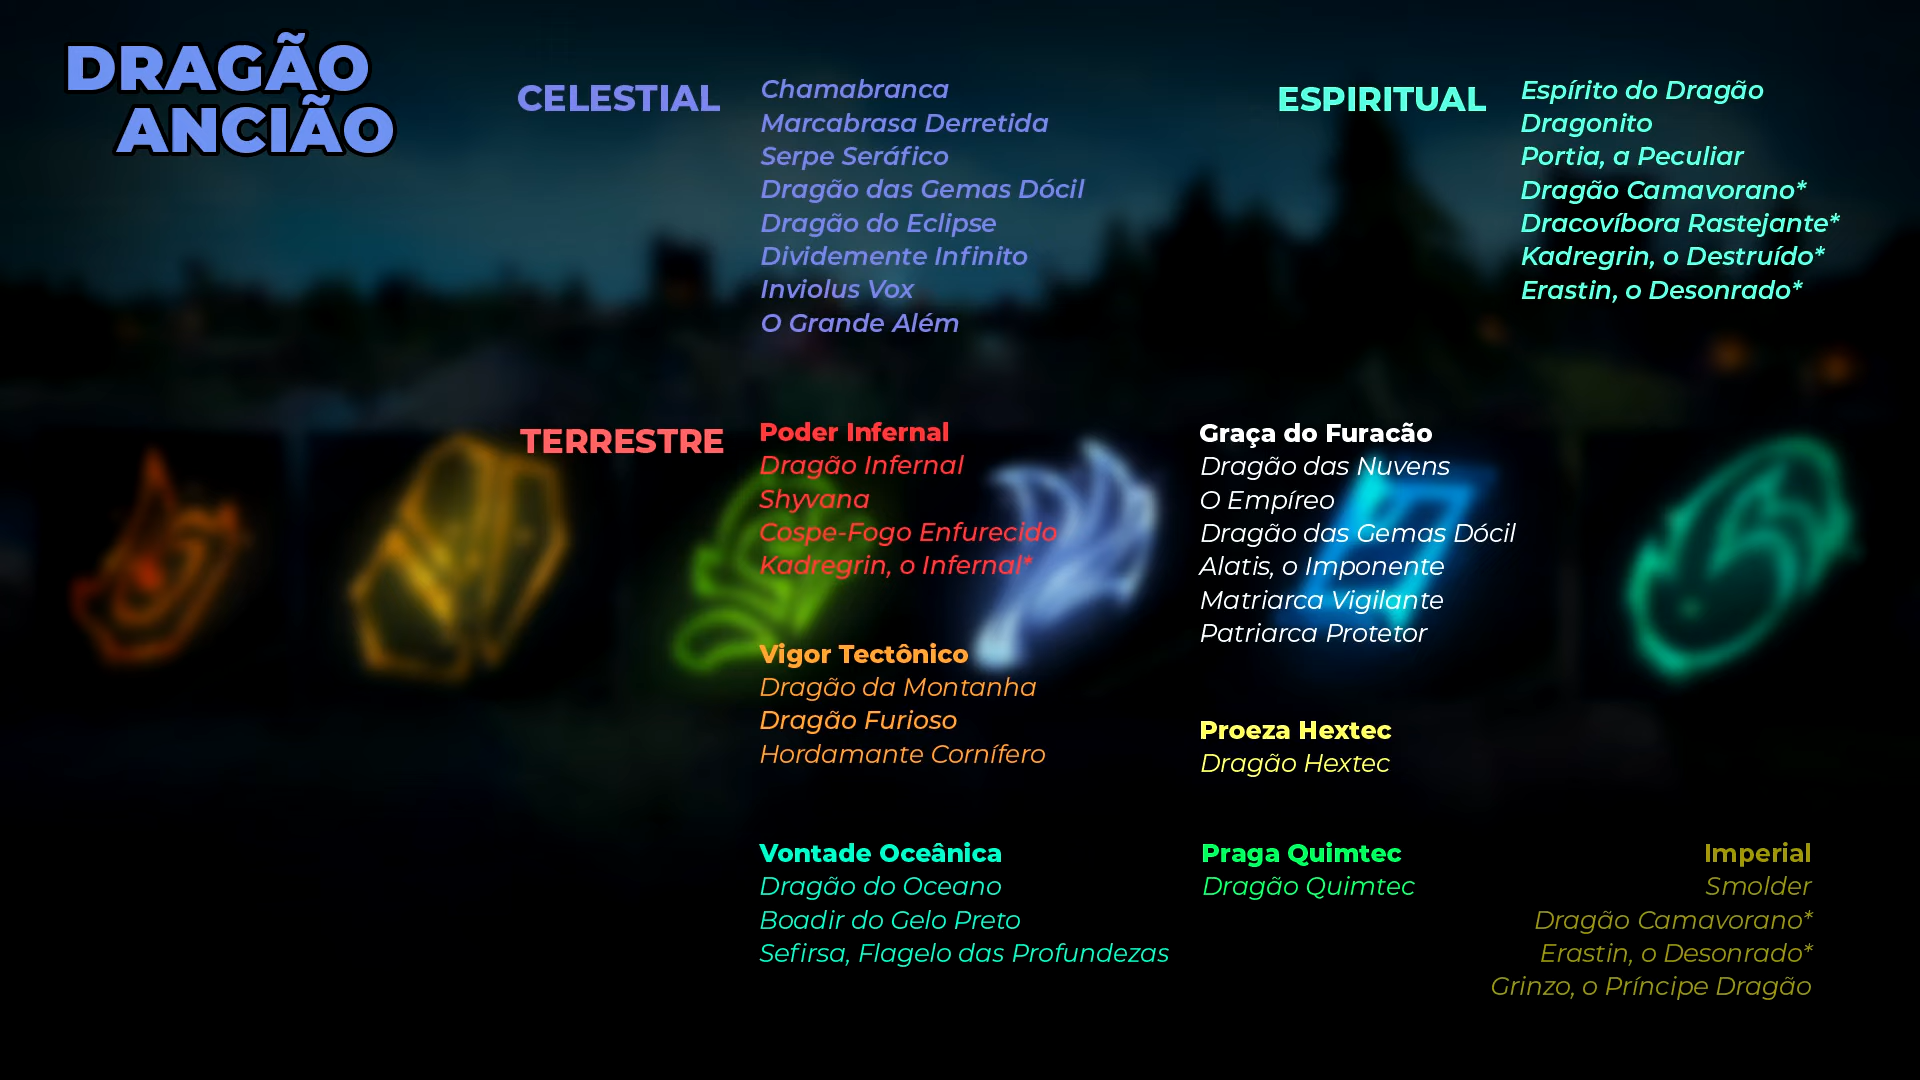 DRAGÃO
ANCIÃO
CELESTIAL
Chamabranca
Marcabrasa Derretida
Serpe Seráfico
Dragão das Gemas Dócil
Dragão do Eclipse
Dividemente Infinito
Inviolus Vox
O Grande Além
ESPIRITUAL
Espírito do Dragão
Dragonito
Portia, a Peculiar
Dragão Camavorano*
Dracovíbora Rastejante*
Kadregrin, o Destruído*
Erastin, o Desonrado*
TERRESTRE
Poder Infernal
Dragão Infernal
Shyvana
Cospe-Fogo Enfurecido
Kadregrin, o Infernal*
Vigor Tectônico
Dragão da Montanha
Dragão Furioso
Hordamante Cornífero
Vontade Oceânica
Dragão do Oceano
Boadir do Gelo Preto
Sefirsa, Flagelo das Profundezas
Graça do Furacão
Dragão das Nuvens
O Empíreo
Dragão das Gemas Dócil
Alatis, o Imponente
Matriarca Vigilante
Patriarca Protetor
Proeza Hextec
Dragão Hextec
Praga Quimtec
Dragão Quimtec
Imperial
Smolder
Dragão Camavorano*
Erastin, o Desonrado*
Grinzo, o Príncipe Dragão